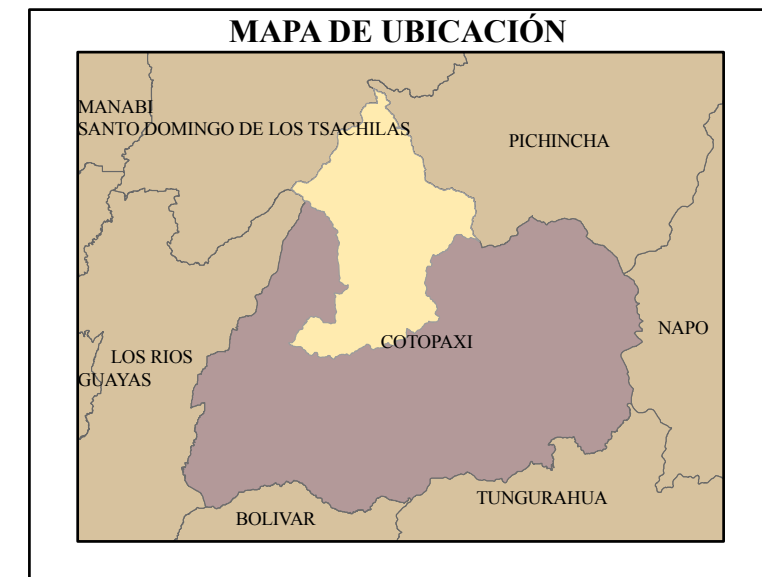 MAPA DE UBICACIÓN
MANABI
SANTO DOMINGO DE LOS TSACHILAS
PICHINCHA
NAPO
COTOPAXI
LOS RIOS
GUAYAS
TUNGURAHUA
BOLIVAR